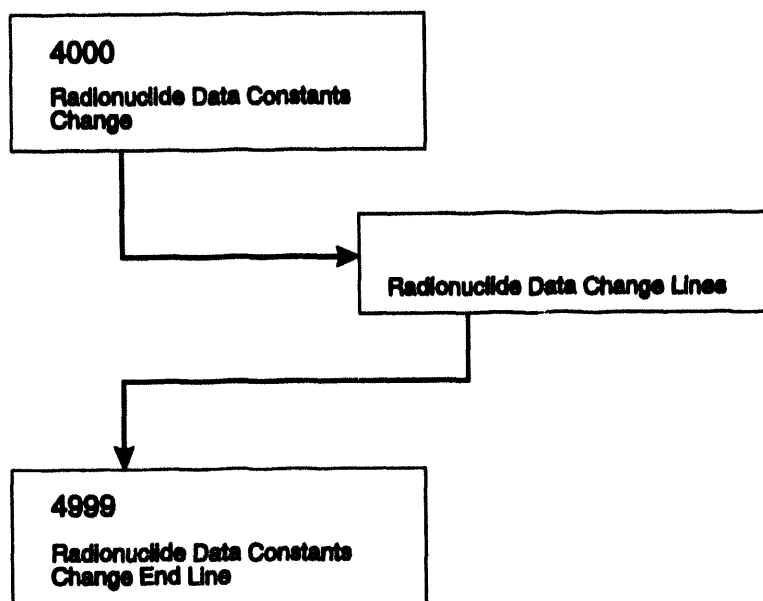 4000
Radionuclide Data Constants
Change
Radionuclide Data Change Lines
4999
Radionuclide Data Constants
Change End Line